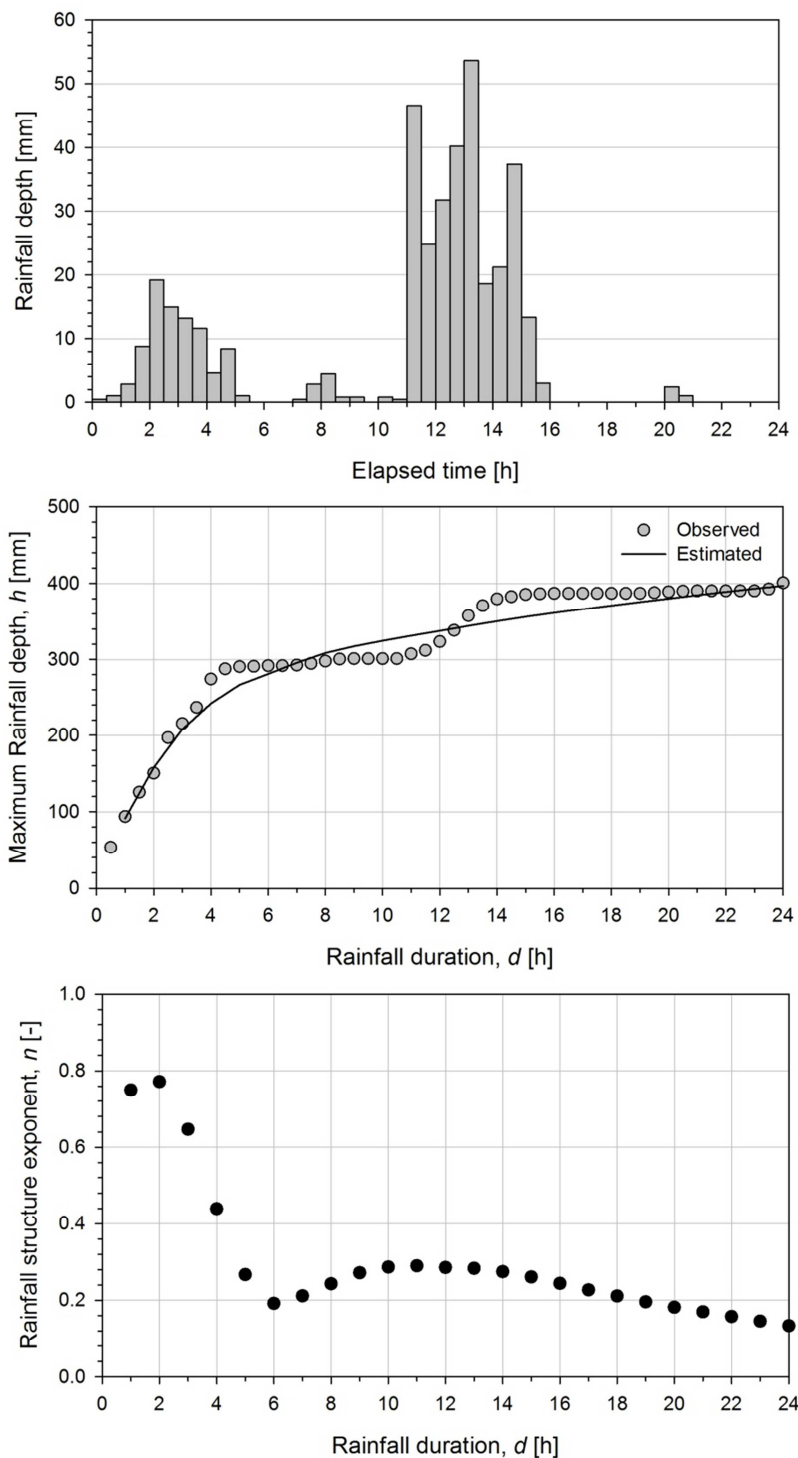 60
50
40
30
20
10
0
Rainfall depth [mm]
0 2 4 6 8 10 12 14 16 18 20 22 24
Elapsed time [h]
500
400
300
200
100
0
Maximum Rainfall depth, h [mm]
Observed
Estimated
0 2 4 6 8 10 12 14 16 18 20 22 24
Rainfall duration, d [h]
1.0
0.8
0.6
0.4
0.2
0.0
Rainfall structure exponent, n [-]
0 2 4 6 8 10 12 14 16 18 20 22 24
Rainfall duration, d [h]